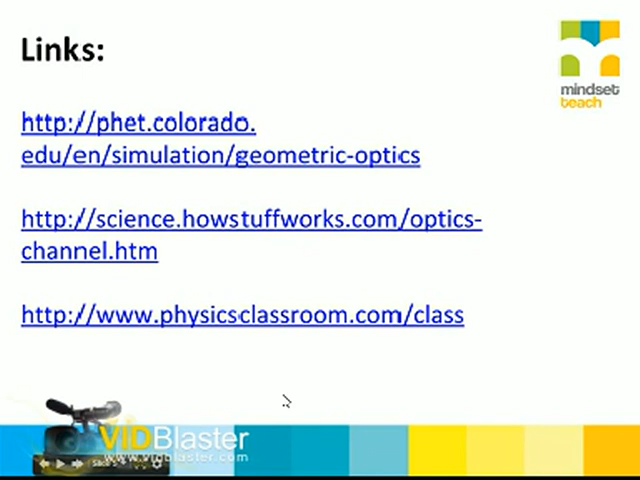 Links:
mindset
teach
http://phet.colorado.
edu/en/simulation/geometric-optics
http://science.howstuffworks.com/optics-
channel.htm
http://www.physicsclassroom.com/class
VIDBlaster
www.vidblaster.com